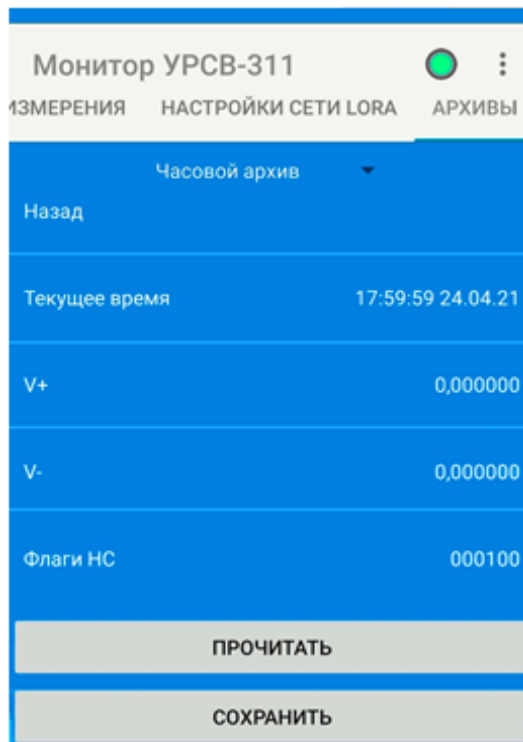 Монитор УРСВ-311
ИЗМЕРЕНИЯ НАСТРОЙКИ СЕТИ LORA АРХИВЫ
Часовой архив
Назад
Текущее время 17:59:59 24.04.21
V+ 0,000000
V- 0,000000
Флаги НС 000100
ПРОЧИТАТЬ
СОХРАНИТЬ